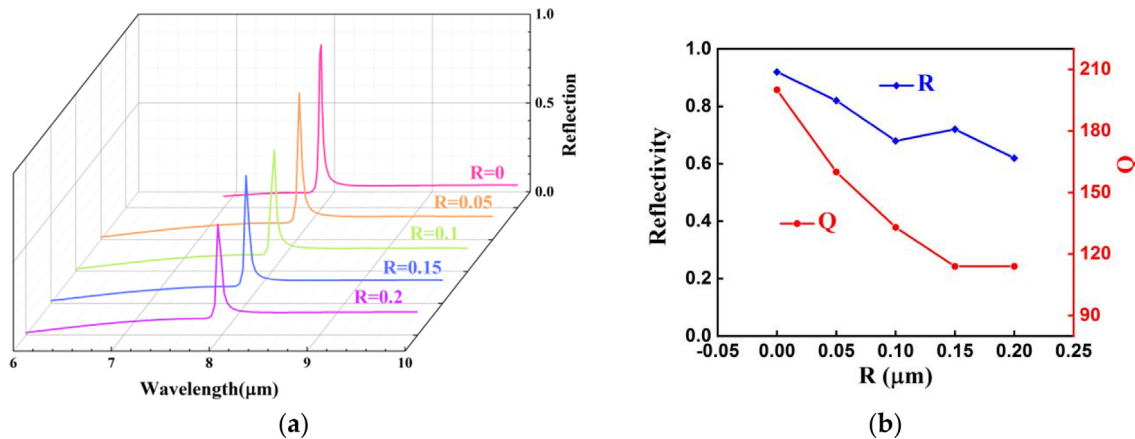 1.0
0.5
0.0
Reflection
R=0
R=0.05
R=0.1
R=0.15
R=0.2
6 7 8 9 10
Wavelength(μm)
(a)
1.0
0.8
0.6
0.4
0.2
0.0
Reflectivity
R
Q
210
180
150
120
90
Q
-0.05 0.00 0.05 0.10 0.15 0.20 0.25
R (μm)
(b)